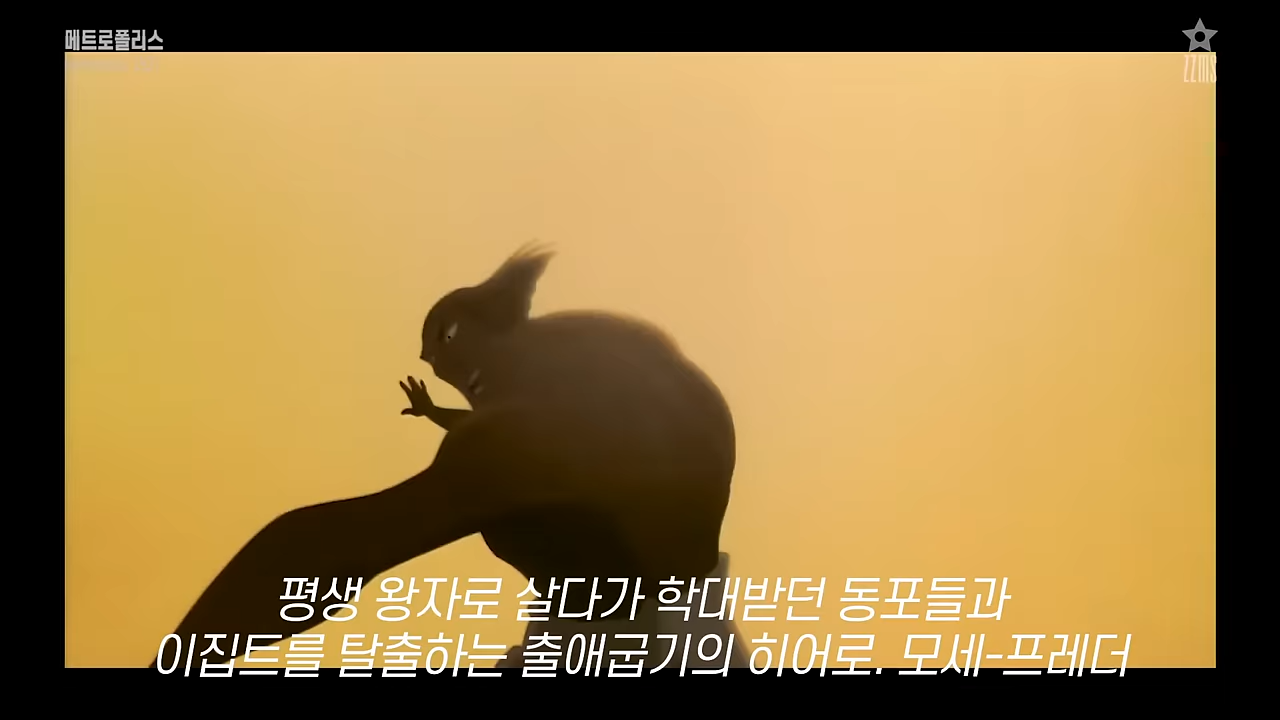 메트로폴리스
ZZMS
평생 왕자로 살다가 학대받던 동포들과
이집트를 탈출하는 출애굽기의 히어로. 모세-프레더